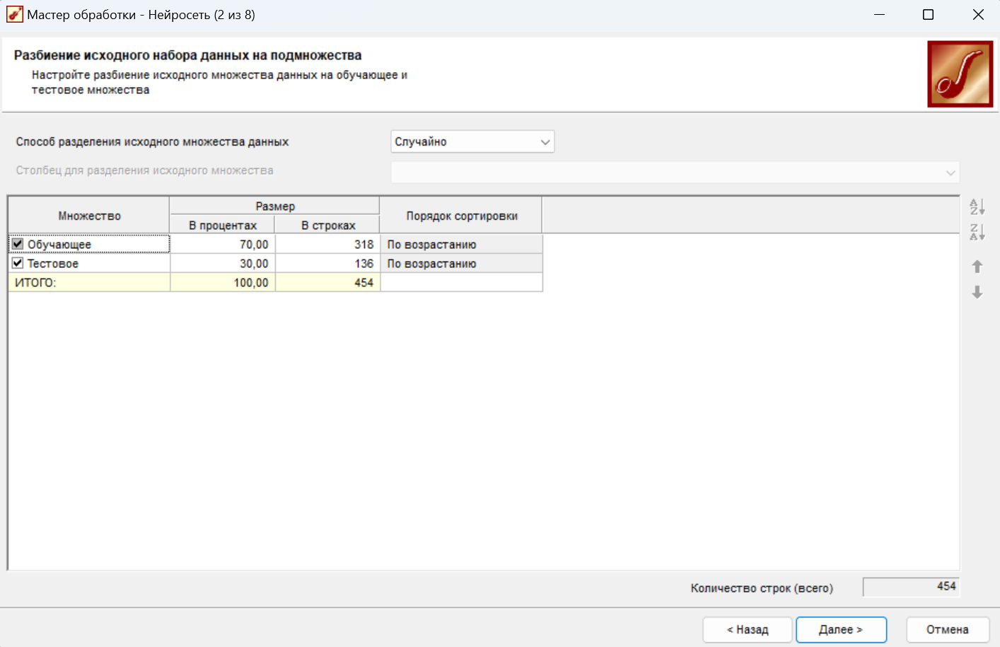 Мастер обработки - Нейросеть (2 из 8)
Разбиение исходного набора данных на подмножества
Настройте разбиение исходного множества данных на обучающее и
тестовое множества
Способ разделения исходного множества данных Случайно
Столбец для разделения исходного множества
Множество Размер Порядок сортировки
В процентах В строках
Обучающее 70,00 318 По возрастанию
Тестовое 30,00 136 По возрастанию
ИТОГО: 100,00 454
Количество строк (всего) 454
< Назад Далее > Отмена